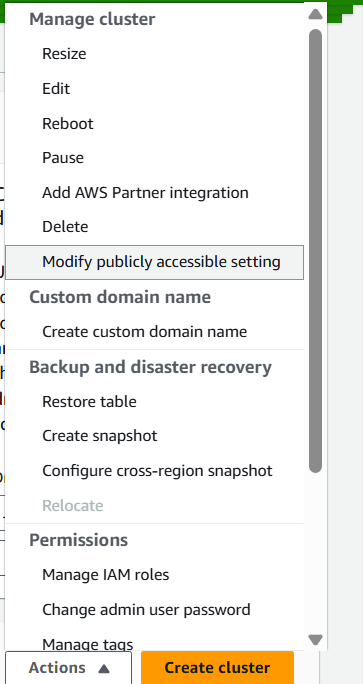 Manage cluster
Resize
Edit
Reboot
Pause
Add AWS Partner integration
Delete
Modify publicly accessible setting
Custom domain name
Create custom domain name
Backup and disaster recovery
Restore table
Create snapshot
Configure cross-region snapshot
Relocate
Permissions
Manage IAM roles
Change admin user password
Manage tags
Actions
Create cluster